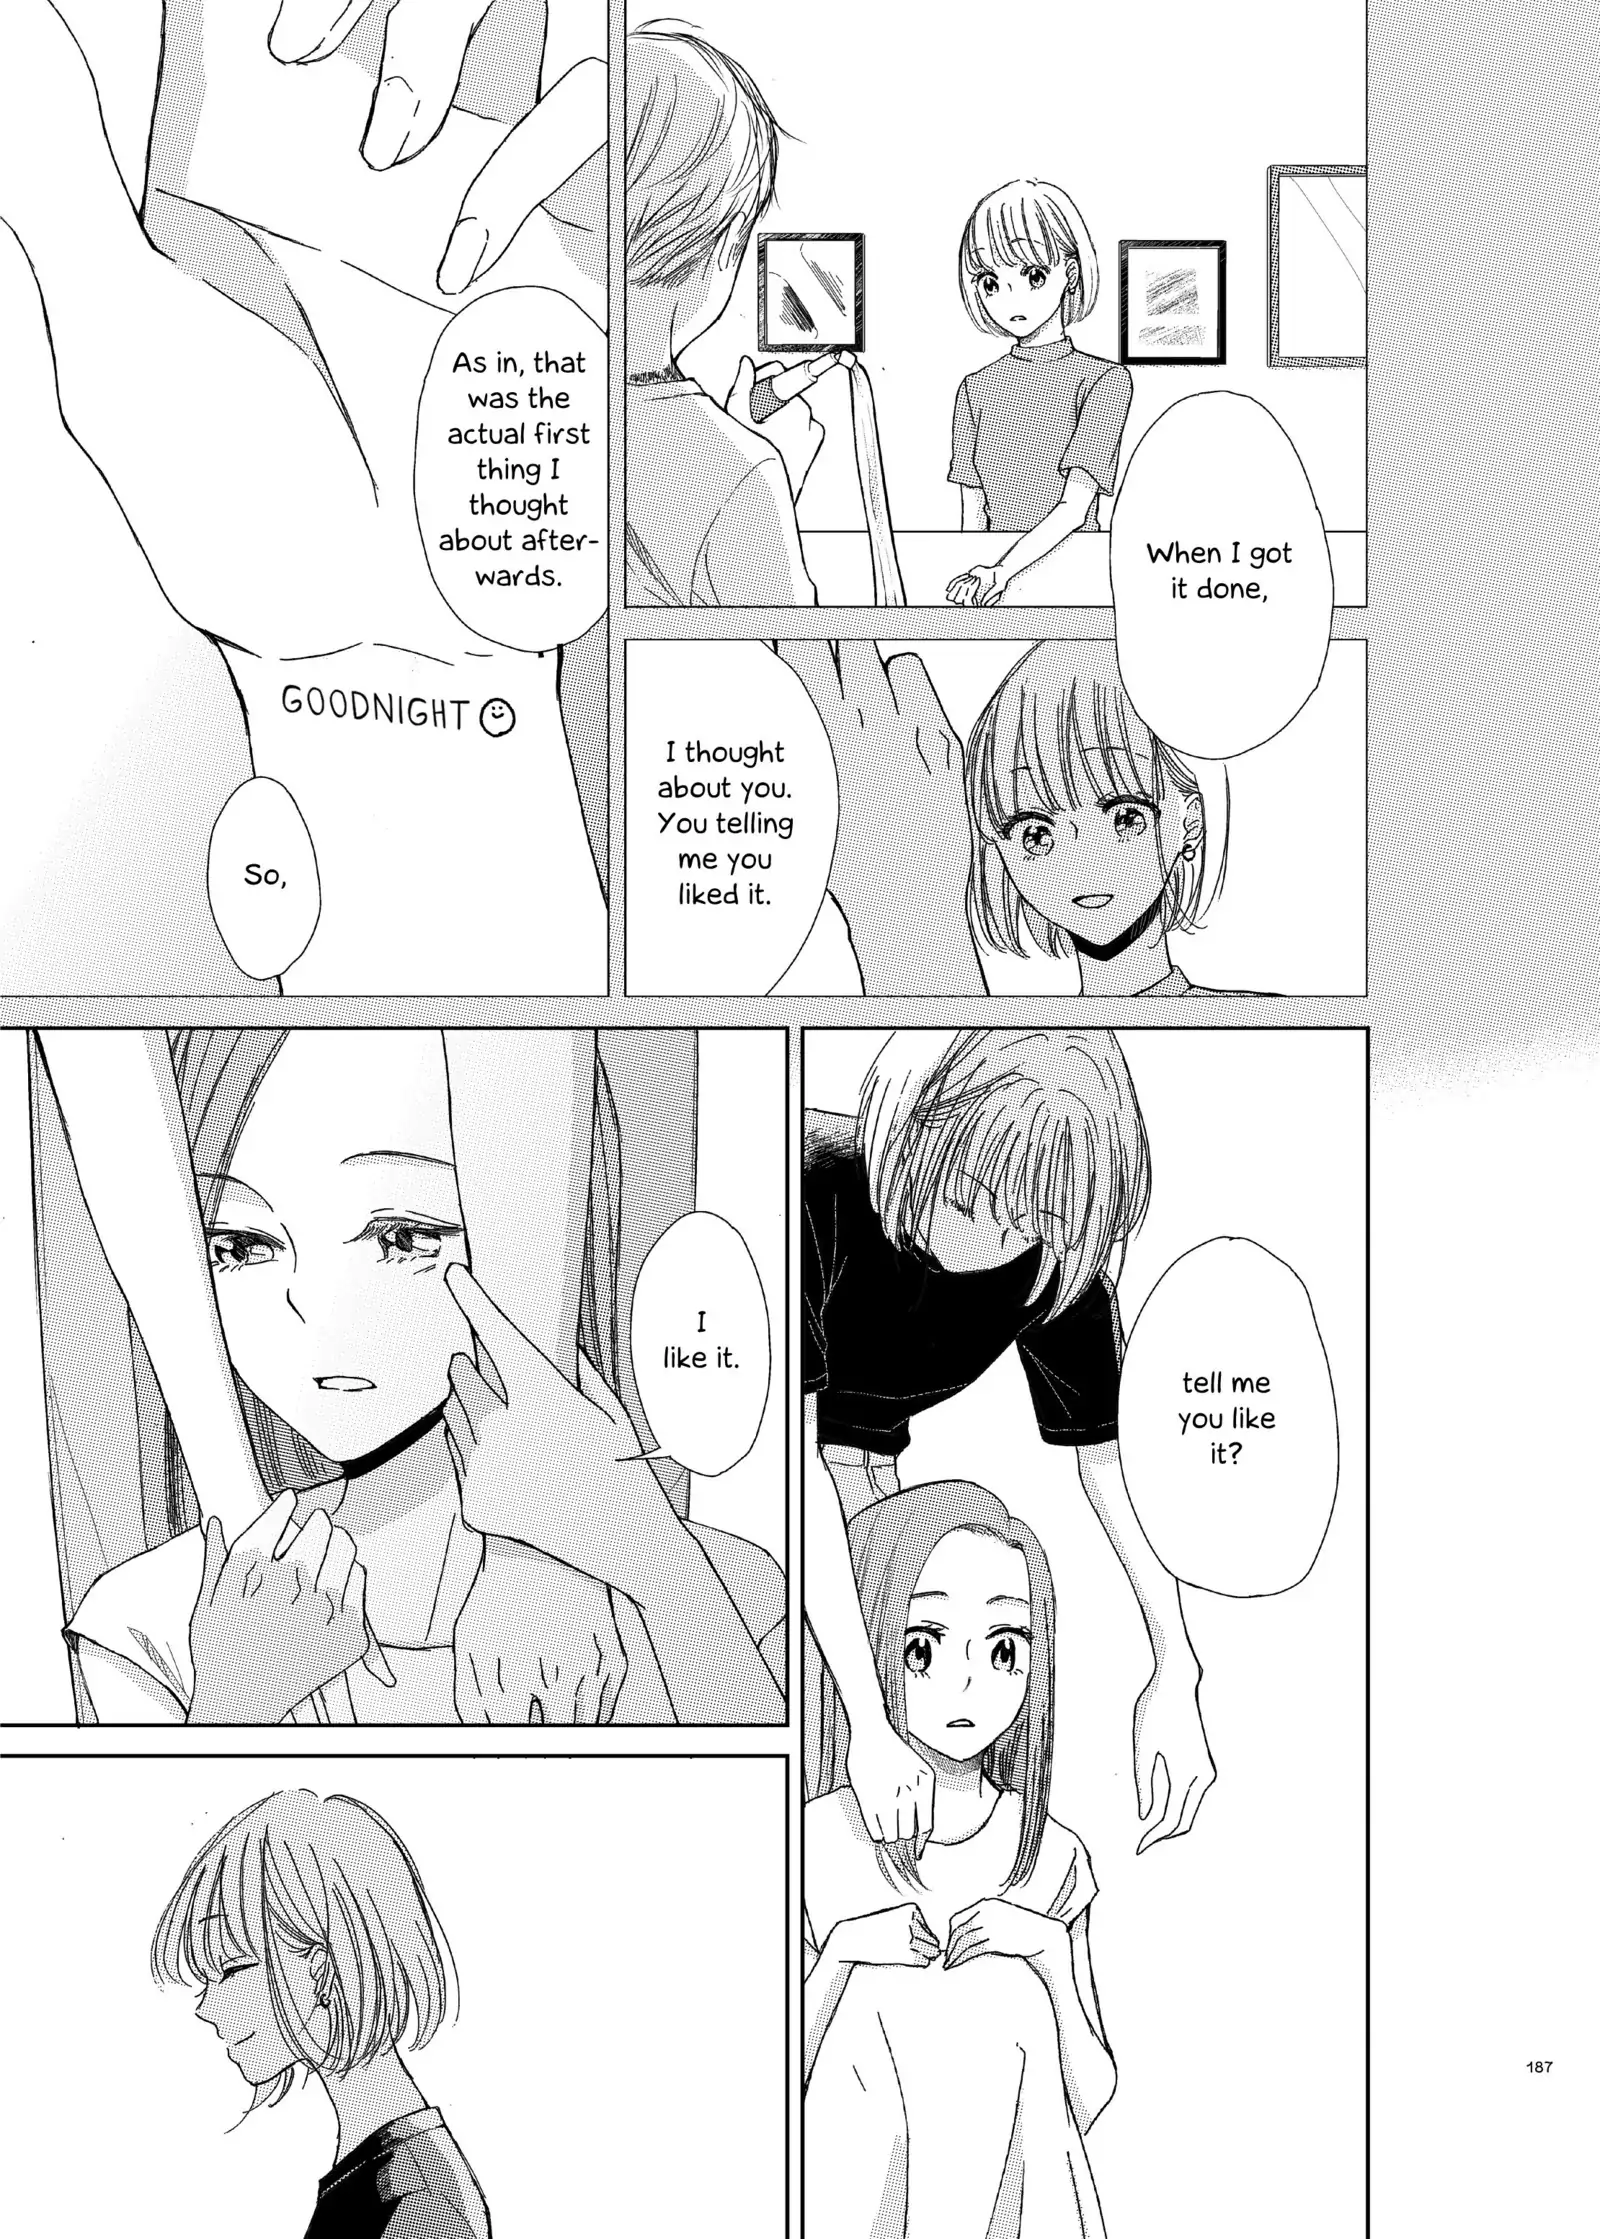 When I got
it done,
I thought
about you.
You telling
me you
liked it.
As in, that
was the
actual first
thing I
thought
about after-
wards.
GOODNIGHT
So,
tell me
you like
it?
I
like it.
187